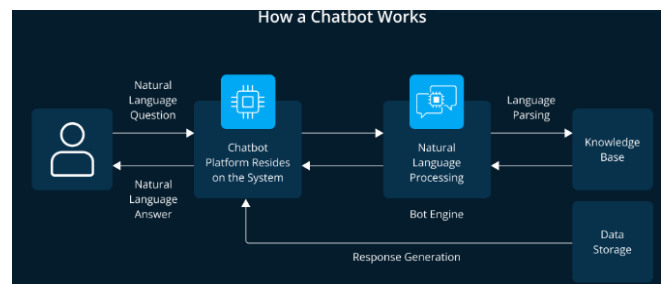 How a Chatbot Works
Natural
Language
Question
Natural
Language
Answer
Chatbot
Platform Resides
on the System
Natural
Language
Processing
Bot Engine
Language
Parsing
Knowledge
Base
Data
Storage
Response Generation